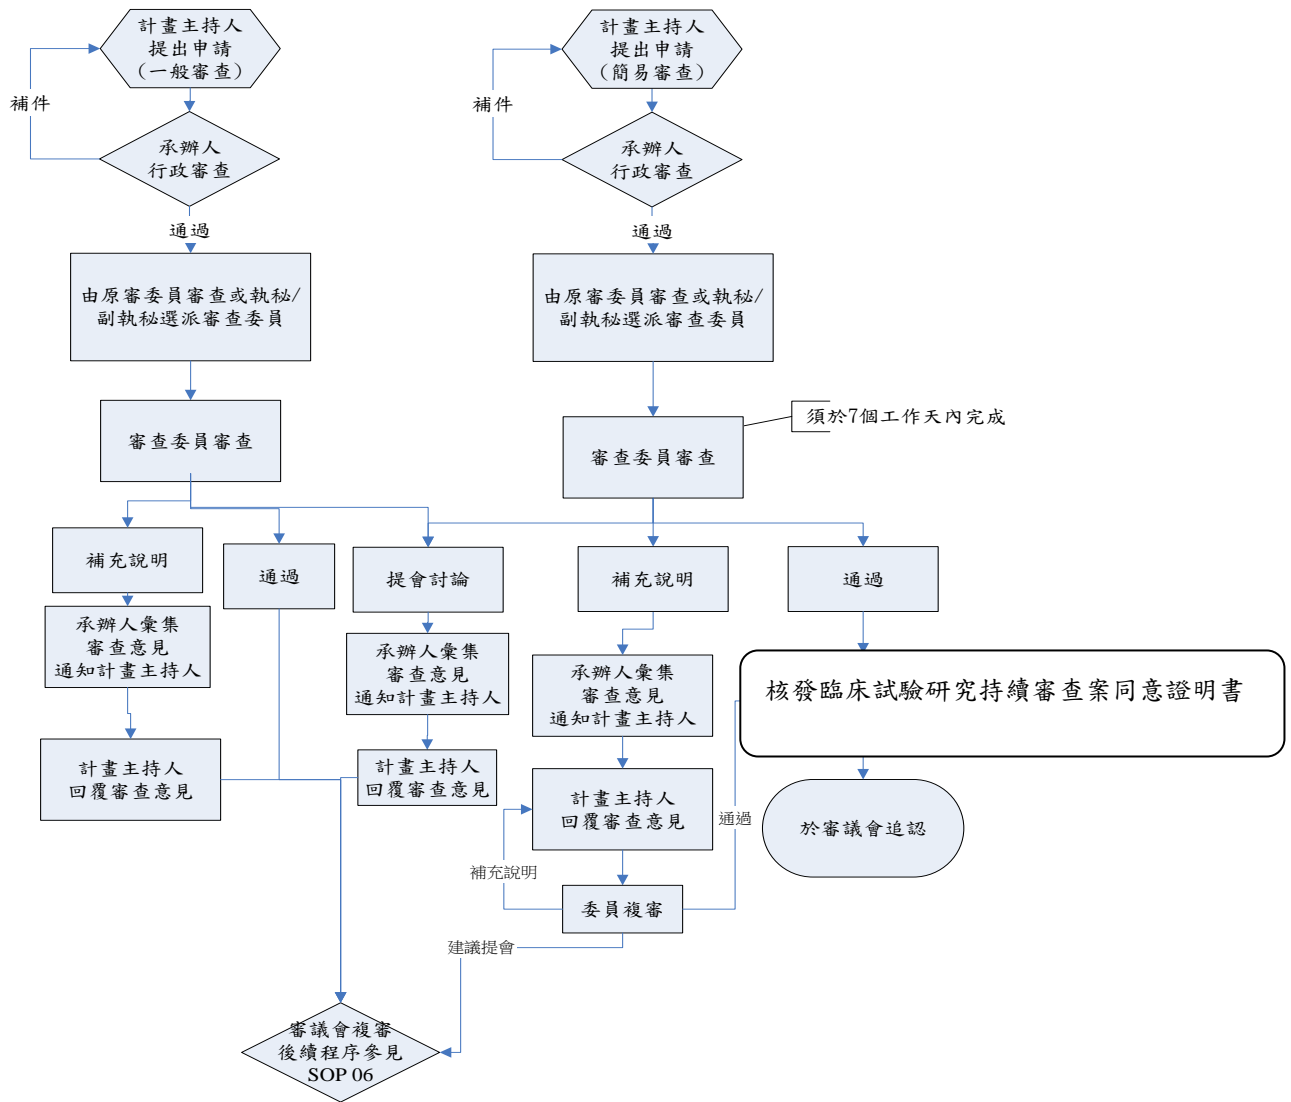 計畫主持人
提出申請
（一般審查）
計畫主持人
提出申請
（簡易審查）
補件
補件
承辦人
行政審查
承辦人
行政審查
通過
通過
由原審委員審查或執秘/
副執秘選派審查委員
由原審委員審查或執秘/
副執秘選派審查委員
審查委員審查
審查委員審查
須於7個工作天內完成
補充說明
通過
提會討論
補充說明
通過
承辦人彙集
審查意見
通知計畫主持人
承辦人彙集
審查意見
通知計畫主持人
承辦人彙集
審查意見
通知計畫主持人
核發臨床試驗研究持續審查案同意證明書
計畫主持人
回覆審查意見
計畫主持人
回覆審查意見
計畫主持人
回覆審查意見
通過
於審議會追認
補充說明
委員複審
建議提會
審議會複審
後續程序參見
SOP 06